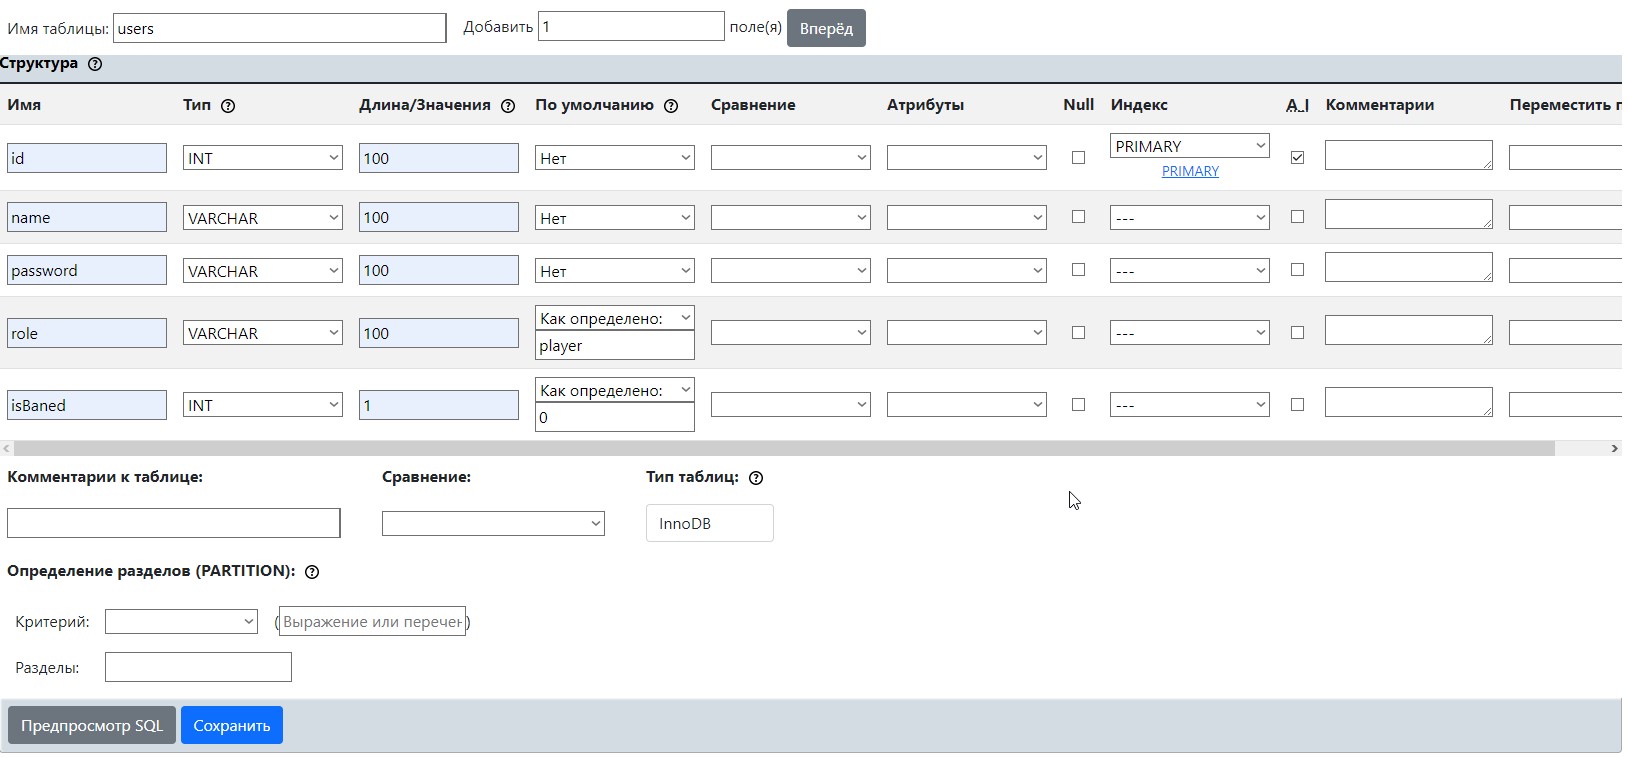 Имя таблицы: users Добавить 1 поле(я) Вперёд
Структура
Имя Тип Длина/Значения По умолчанию Сравнение Атрибуты Null Индекс A_I Комментарии Переместить
id INT 100 Нет PRIMARY
PRIMARY
name VARCHAR 100 Нет ---
password VARCHAR 100 Нет ---
role VARCHAR 100 Как определено: ---
player
isBaned INT 1 Как определено: ---
0
Комментарии к таблице: Сравнение: Тип таблиц:
InnoDB
Определение разделов (PARTITION):
Критерий: (Выражение или перечен)
Разделы:
Предпросмотр SQL Сохранить